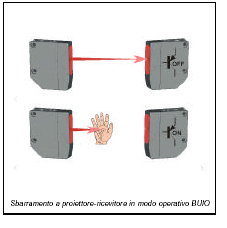 OFF
ON
Sbarramento a proiettore-ricevitore in modo operativo BUIO